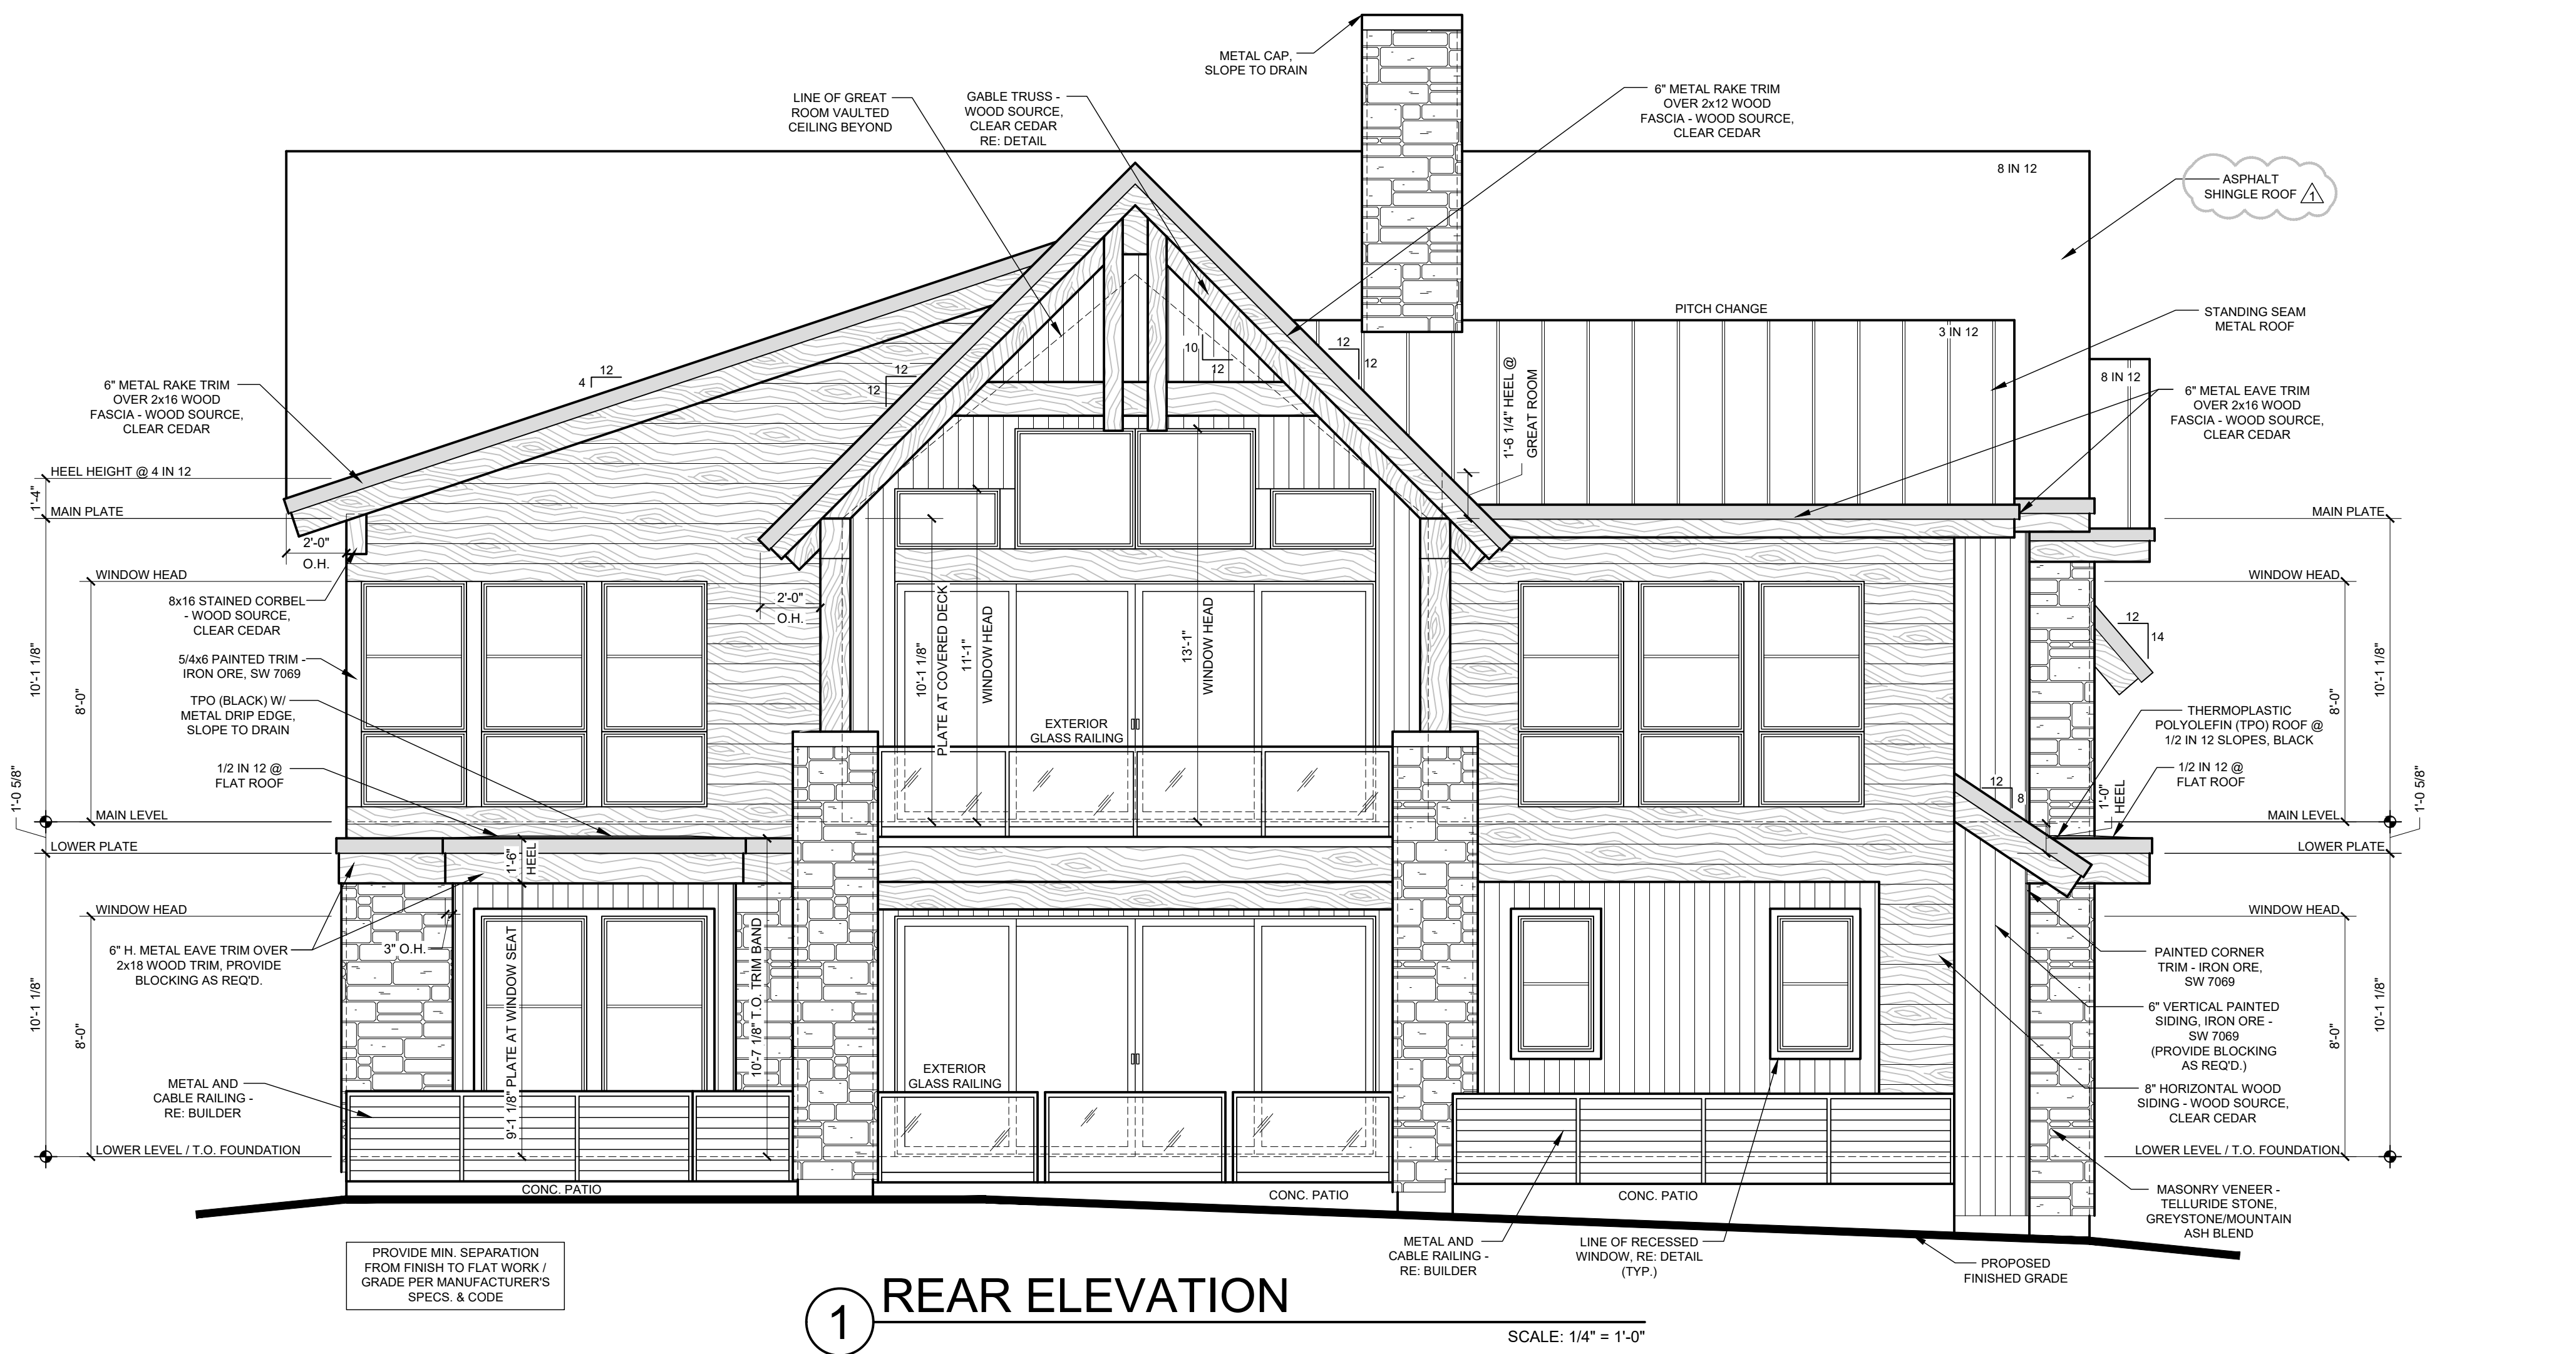 METAL CAP,
SLOPE TO DRAIN
LINE OF GREAT
ROOM VAULTED
CEILING BEYOND
GABLE TRUSS -
WOOD SOURCE,
CLEAR CEDAR
RE: DETAIL
6" METAL RAKE TRIM
OVER 2x12 WOOD
FASCIA - WOOD SOURCE,
CLEAR CEDAR
8 IN 12
ASPHALT
SHINGLE ROOF
1
PITCH CHANGE
3 IN 12
STANDING SEAM
METAL ROOF
8 IN 12
6" METAL EAVE TRIM
OVER 2x16 WOOD
FASCIA - WOOD SOURCE,
CLEAR CEDAR
6" METAL RAKE TRIM
OVER 2x16 WOOD
FASCIA - WOOD SOURCE,
CLEAR CEDAR
12
4
12
12
10
12
12
12
1'-6 1/4" HEEL @
GREAT ROOM
HEEL HEIGHT @ 4 IN 12
1'-4"
MAIN PLATE
MAIN PLATE
2'-0"
O.H.
WINDOW HEAD
WINDOW HEAD
8x16 STAINED CORBEL
- WOOD SOURCE,
CLEAR CEDAR
2'-0"
O.H.
12
14
5/4x6 PAINTED TRIM -
IRON ORE, SW 7069
10'-1 1/8"
8'-0"
TPO (BLACK) W/
METAL DRIP EDGE,
SLOPE TO DRAIN
10'-1 1/8"
PLATE AT COVERED DECK
11'-1"
WINDOW HEAD
13'-1"
WINDOW HEAD
EXTERIOR
GLASS RAILING
8'-0"
10'-1 1/8"
THERMOPLASTIC
POLYOLEFIN (TPO) ROOF @
1/2 IN 12 SLOPES, BLACK
1/2 IN 12 @
FLAT ROOF
1/2 IN 12 @
FLAT ROOF
12
8
1'-0"
HEEL
1'-0 5/8"
1'-0 5/8"
MAIN LEVEL
MAIN LEVEL
LOWER PLATE
LOWER PLATE
1'-6"
HEEL
WINDOW HEAD
WINDOW HEAD
6" H. METAL EAVE TRIM OVER
2x18 WOOD TRIM, PROVIDE
BLOCKING AS REQ'D.
3" O.H.
9'-1 1/8" PLATE AT WINDOW SEAT
10'-7 1/8" T.O. TRIM BAND
PAINTED CORNER
TRIM - IRON ORE,
SW 7069
10'-1 1/8"
8'-0"
8'-0"
10'-1 1/8"
6" VERTICAL PAINTED
SIDING, IRON ORE -
SW 7069
(PROVIDE BLOCKING
AS REQ'D.)
EXTERIOR
GLASS RAILING
METAL AND
CABLE RAILING -
RE: BUILDER
8" HORIZONTAL WOOD
SIDING - WOOD SOURCE,
CLEAR CEDAR
LOWER LEVEL / T.O. FOUNDATION
LOWER LEVEL / T.O. FOUNDATION
CONC. PATIO
CONC. PATIO
CONC. PATIO
MASONRY VENEER -
TELLURIDE STONE,
GREYSTONE/MOUNTAIN
ASH BLEND
METAL AND
CABLE RAILING -
RE: BUILDER
LINE OF RECESSED
WINDOW, RE: DETAIL
(TYP.)
PROPOSED
FINISHED GRADE
PROVIDE MIN. SEPARATION
FROM FINISH TO FLAT WORK /
GRADE PER MANUFACTURER'S
SPECS. & CODE
1
REAR ELEVATION
SCALE: 1/4" = 1'-0"